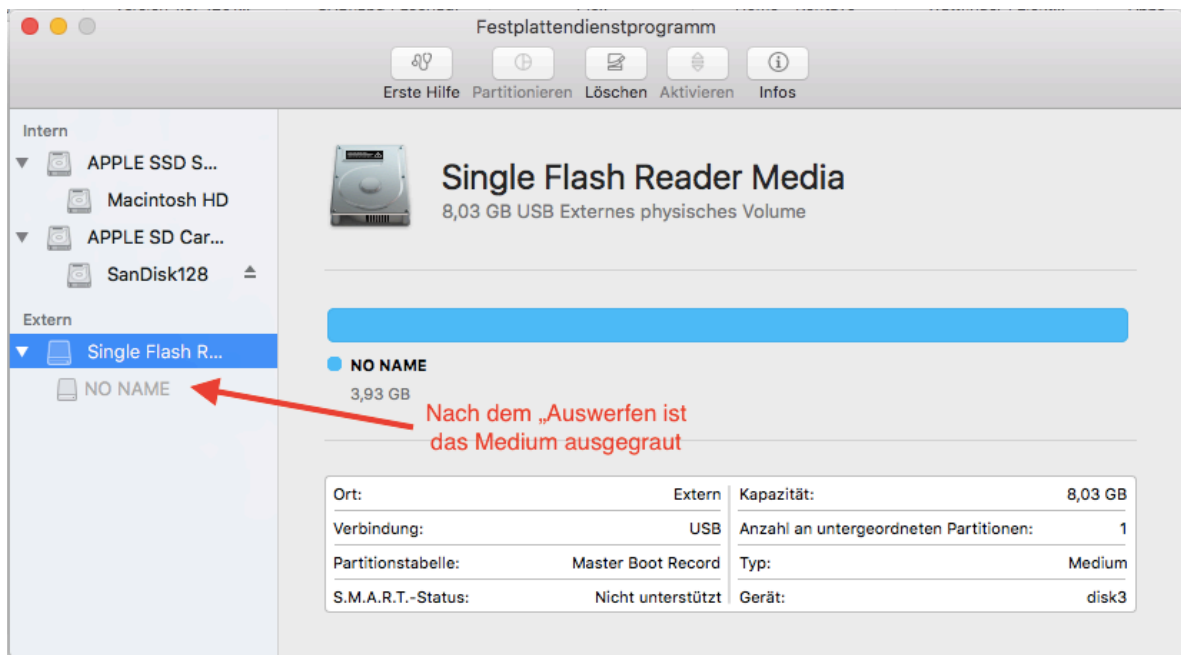 Festplattendienstprogramm
Erste Hilfe Partitionieren Löschen Aktivieren Infos
Intern
APPLE SSD S...
Macintosh HD
APPLE SD Car...
SanDisk128
Extern
Single Flash R...
NO NAME
Single Flash Reader Media
8,03 GB USB Externes physisches Volume
NO NAME
3,93 GB
Nach dem „Auswerfen ist
das Medium ausgegraut
Ort: Extern
Verbindung: USB
Partitionstabelle: Master Boot Record
S.M.A.R.T.-Status: Nicht unterstützt
Kapazität: 8,03 GB
Anzahl an untergeordneten Partitionen: 1
Typ: Medium
Gerät: disk3